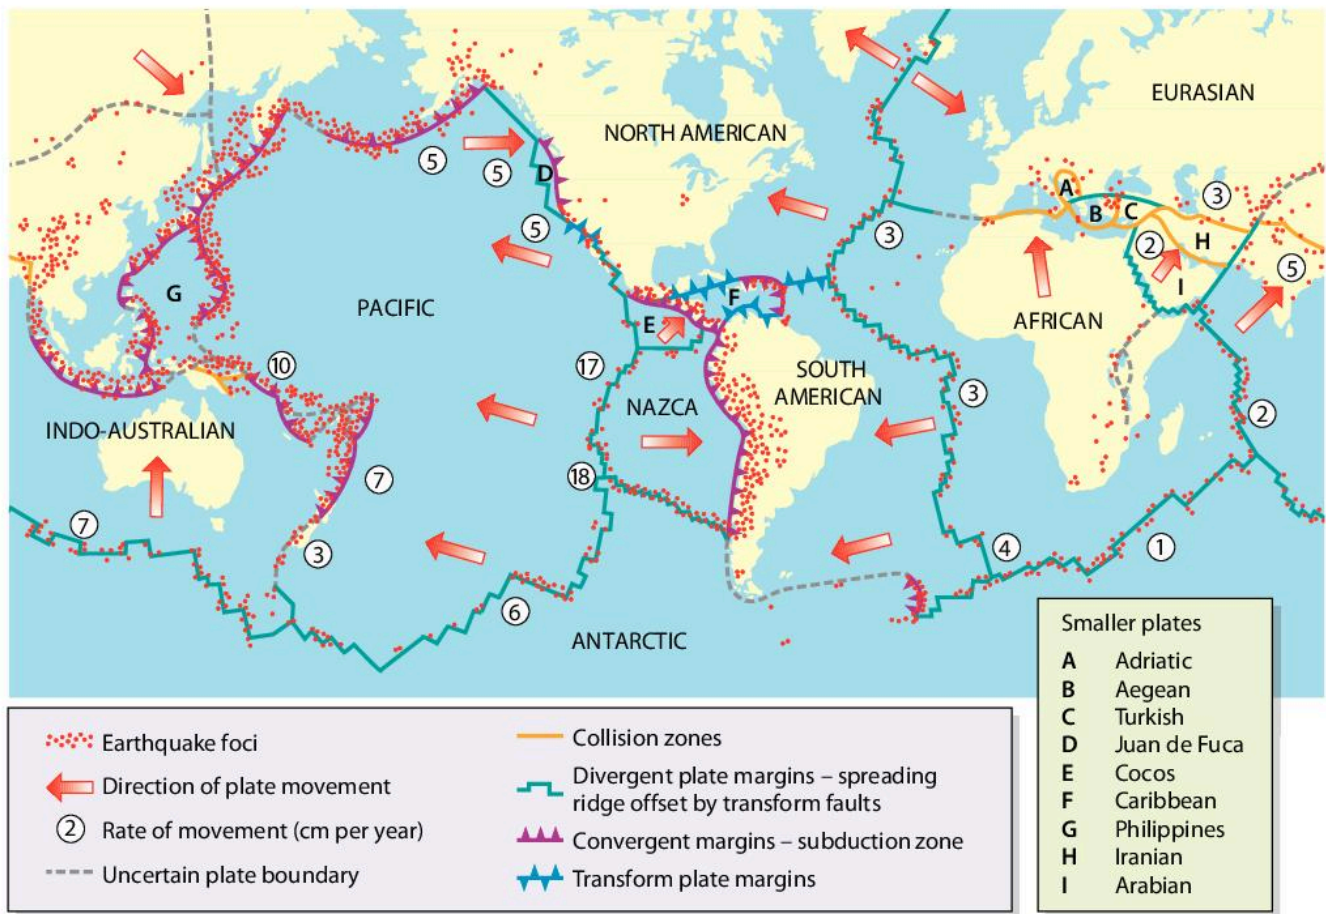 EURASIAN
NORTH AMERICAN
5
5
D
A
3
B
C
5
3
2
H
5
G
F
I
PACIFIC
E
AFRICAN
10
17
SOUTH
AMERICAN
3
NAZCA
INDO-AUSTRALIAN
2
7
18
7
3
4
1
6
ANTARCTIC
Smaller plates
A Adriatic
B Aegean
C Turkish
D Juan de Fuca
E Cocos
F Caribbean
G Philippines
H Iranian
I Arabian
Earthquake foci
Direction of plate movement
2 Rate of movement (cm per year)
Uncertain plate boundary
Collision zones
Divergent plate margins – spreading
ridge offset by transform faults
Convergent margins – subduction zone
Transform plate margins